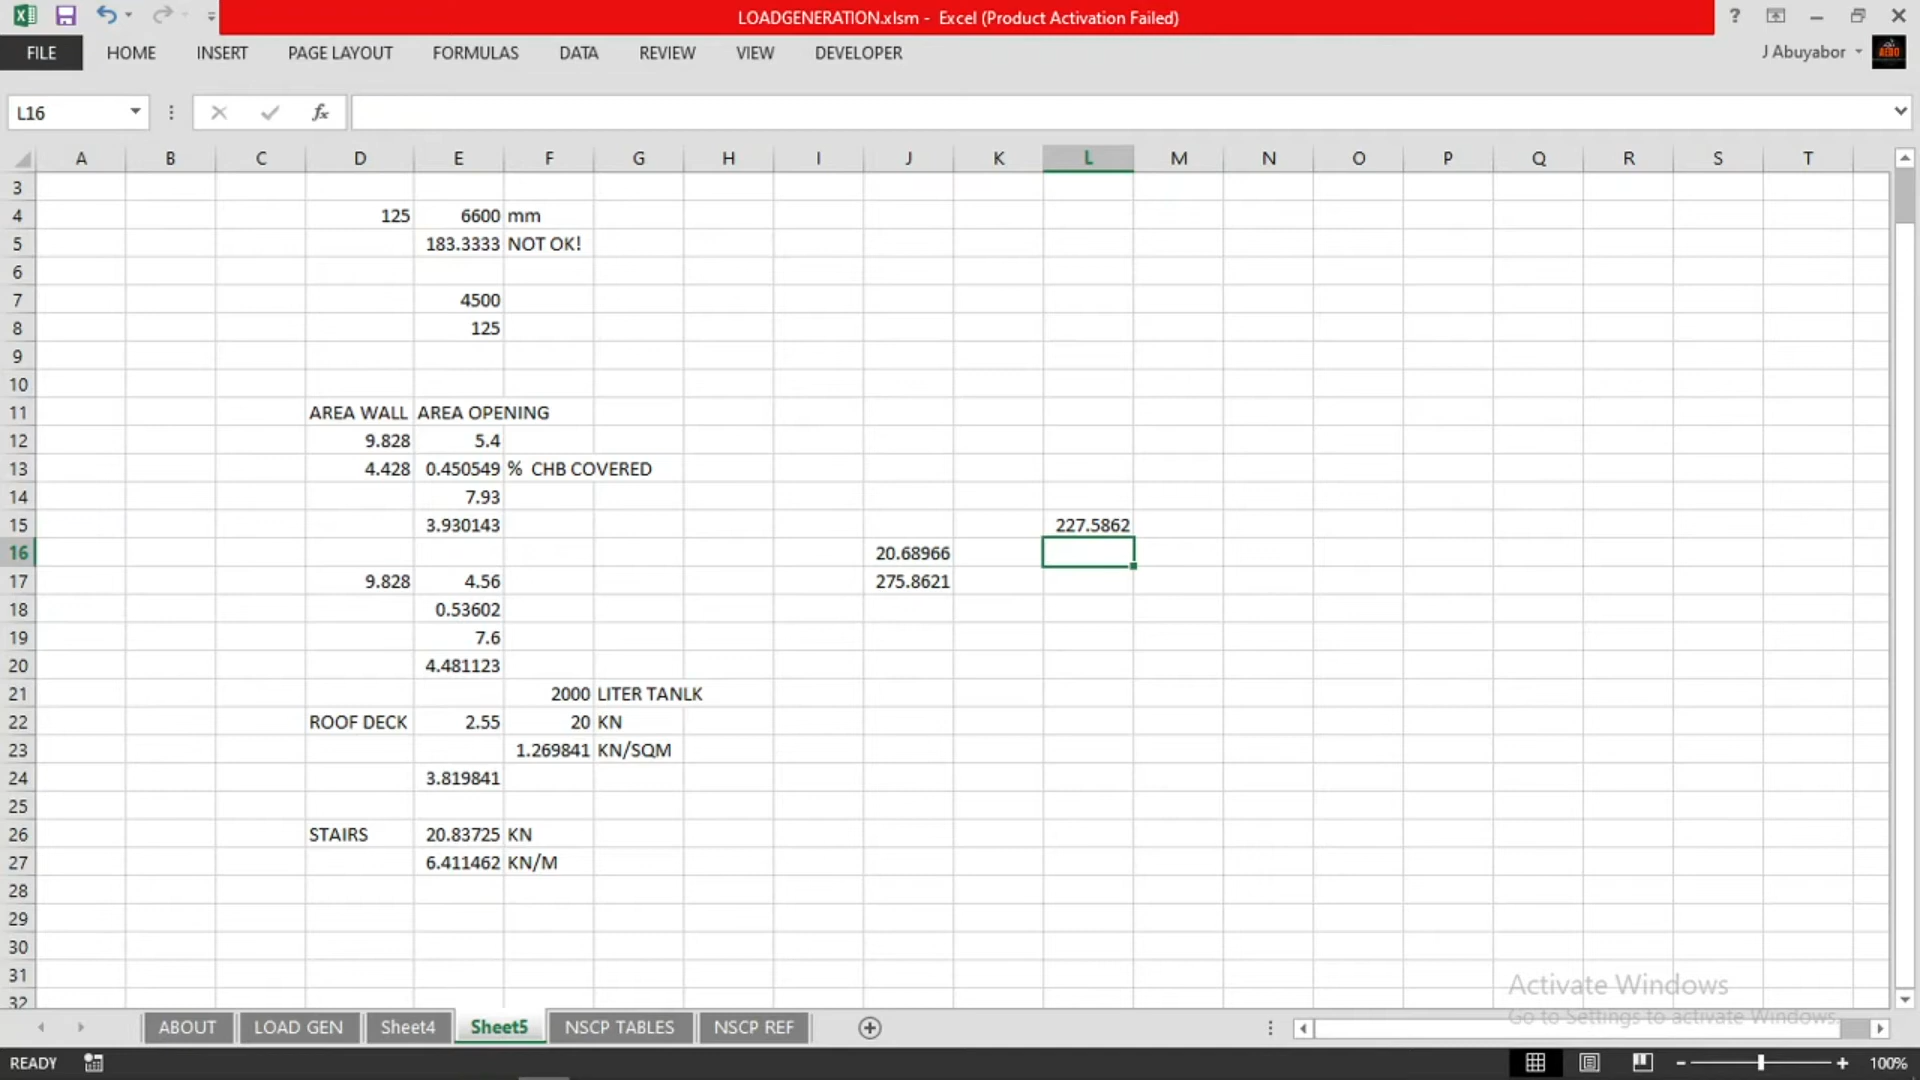 LOADGENERATION.xlsm - Excel (Product Activation Failed)
FILE HOME INSERT PAGE LAYOUT FORMULAS DATA REVIEW VIEW DEVELOPER J Abuyabor
L16 fx
A B C D E F G H I J K L M N O P Q R S T
3
4 125 6600 mm
5 183.3333 NOT OK!
6
7 4500
8 125
9
10
11 AREA WALL AREA OPENING
12 9.828 5.4
13 4.428 0.450549 % CHB COVERED
14 7.93
15 3.930143 227.5862
16 20.68966
17 9.828 4.56 275.8621
18 0.53602
19 7.6
20 4.481123
21 2000 LITER TANLK
22 ROOF DECK 2.55 20 KN
23 1.269841 KN/SQM
24 3.819841
25
26 STAIRS 20.83725 KN
27 6.411462 KN/M
28
29
30
31
32
Activate Windows
Go to Settings to activate Windows.
ABOUT LOAD GEN Sheet4 Sheet5 NSCP TABLES NSCP REF
READY 100%